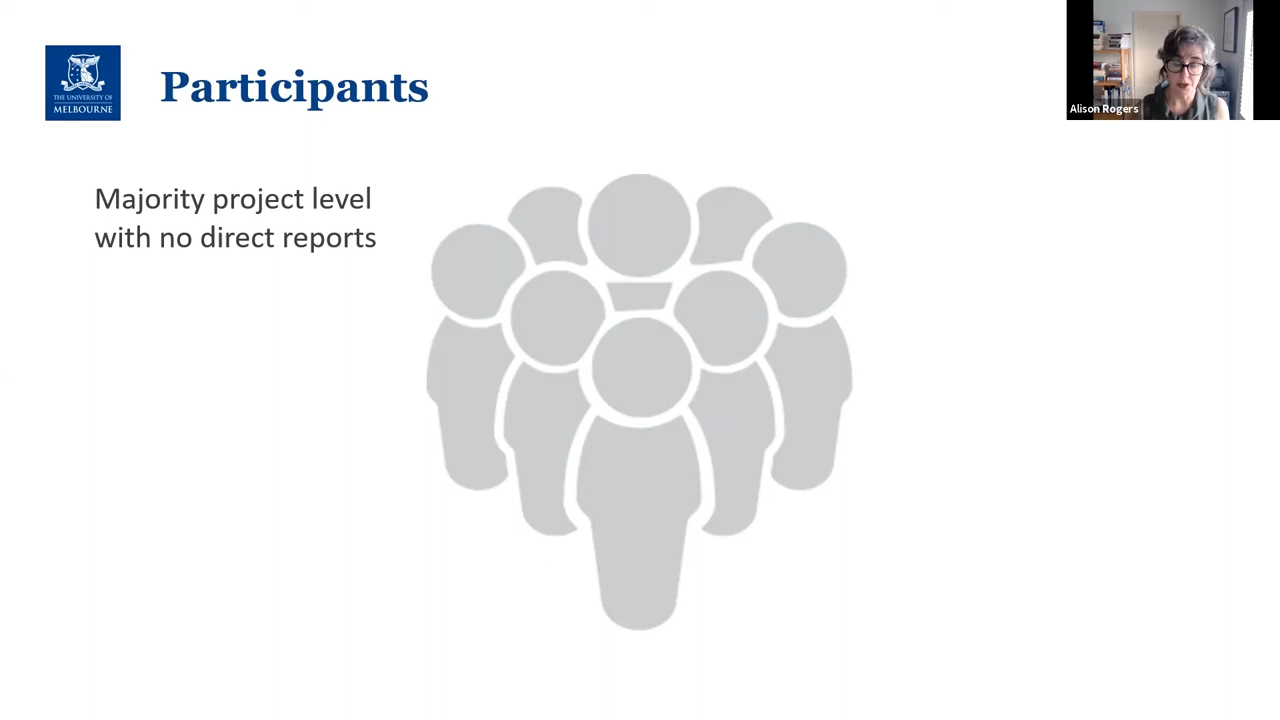 THE UNIVERSITY OF
MELBOURNE
Participants
Alison Rogers
Majority project level
with no direct reports